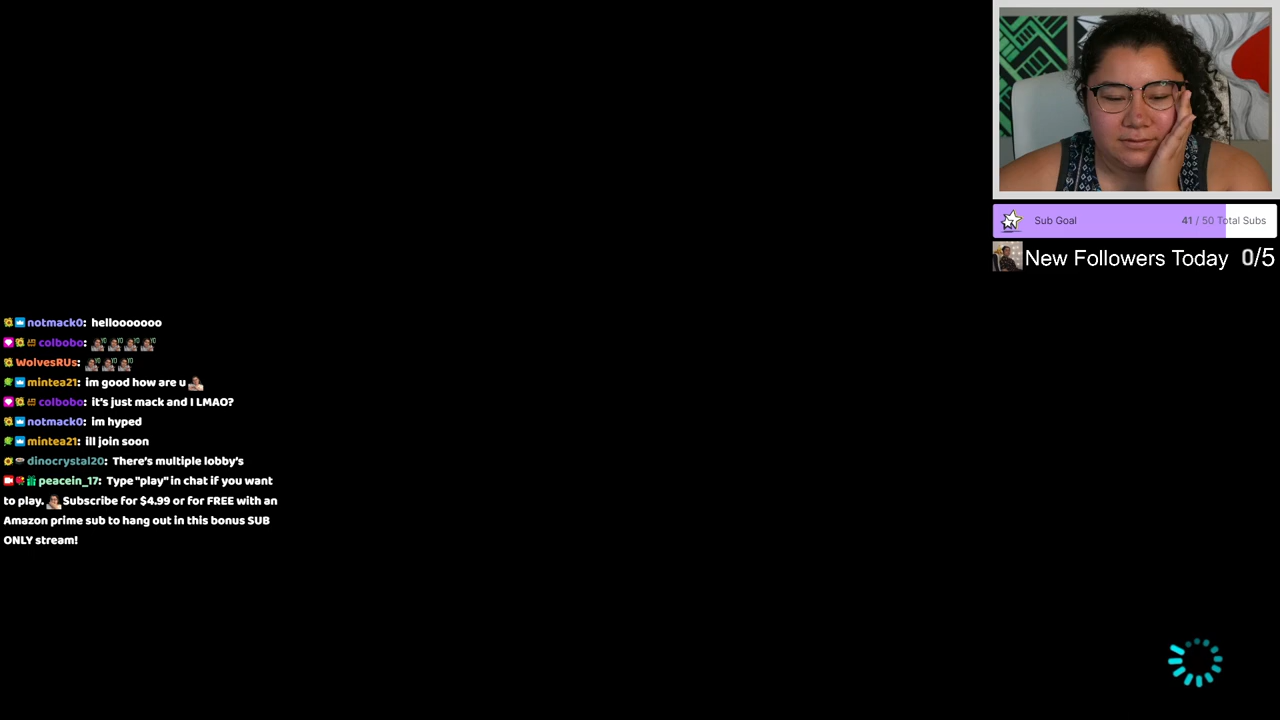 Sub Goal 41 / 50 Total Subs
New Followers Today 0/5
notmack0: hellooooooo
colbobo:
WolvesRUs:
mintea21: im good how are u
colbobo: it's just mack and I LMAO?
notmack0: im hyped
mintea21: ill join soon
dinocrystal20: There's multiple lobby's
peacein_17: Type "play" in chat if you want
to play. Subscribe for $4.99 or for FREE with an
Amazon prime sub to hang out in this bonus SUB
ONLY stream!